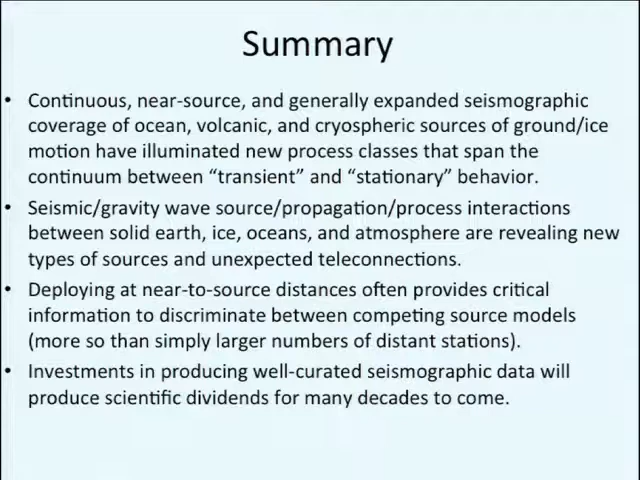 Summary
• Continuous, near-source, and generally expanded seismographic
coverage of ocean, volcanic, and cryospheric sources of ground/ice
motion have illuminated new process classes that span the
continuum between “transient” and “stationary” behavior.
• Seismic/gravity wave source/propagation/process interactions
between solid earth, ice, oceans, and atmosphere are revealing new
types of sources and unexpected teleconnections.
• Deploying at near-to-source distances often provides critical
information to discriminate between competing source models
(more so than simply larger numbers of distant stations).
• Investments in producing well-curated seismographic data will
produce scientific dividends for many decades to come.